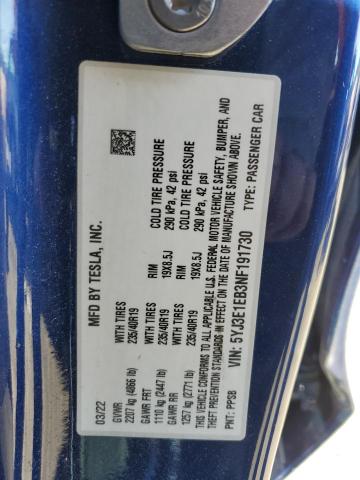 MFD BY TESLA, INC.
03/22
GVWR
2207 kg (4866 lb)
GAWR FRT WITH TIRES RIM COLD TIRE PRESSURE
1110 kg (2447 lb) 235/40R19 19X8.5J 290 kPa, 42 psi
GAWR RR WITH TIRES RIM COLD TIRE PRESSURE
1257 kg (2771 lb) 235/40R19 19X8.5J 290 kPa, 42 psi
THIS VEHICLE CONFORMS TO ALL APPLICABLE U.S. FEDERAL MOTOR VEHICLE SAFETY, BUMPER, AND
THEFT PREVENTION STANDARDS IN EFFECT ON THE DATE OF MANUFACTURE SHOWN ABOVE.
VIN: 5YJ3E1EB3NF191730 TYPE: PASSENGER CAR
PNT: PPSB